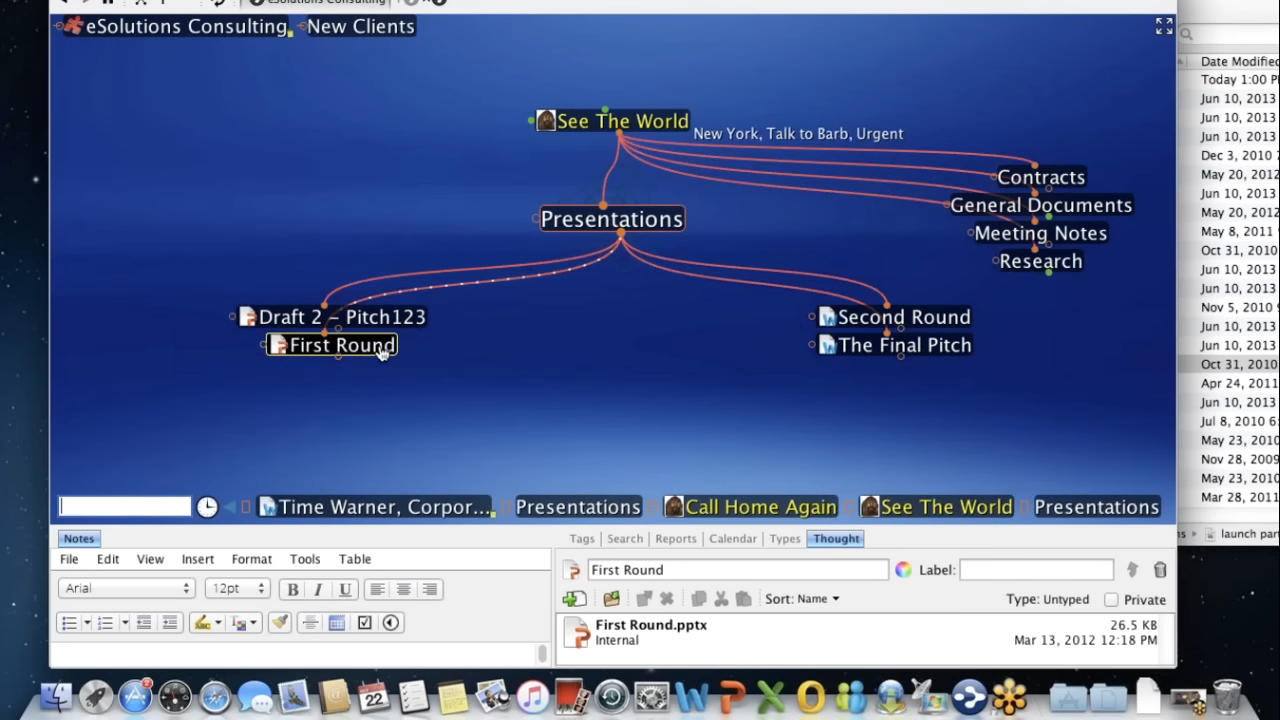 eSolutions Consulting
eSolutions Consulting New Clients
See The World
New York, Talk to Barb, Urgent
Contracts
Presentations
General Documents
Meeting Notes
Research
Draft 2 – Pitch123
First Round
Second Round
The Final Pitch
Time Warner, Corpor... Presentations Call Home Again See The World Presentations
Notes
File Edit View Insert Format Tools Table
Arial 12pt B I U
Tags | Search | Reports | Calendar | Types | Thought
First Round Label:
Sort: Name Type: Untyped Private
First Round.pptx 26.5 KB
Internal Mar 13, 2012 12:18 PM
Date Modified
Today 1:00 P
Jun 10, 2013
Jun 10, 2013
Jun 10, 2013
Dec 3, 2010
May 20, 2012
Jun 10, 2013
May 20, 2012
May 8, 2011
Oct 31, 2010
Jun 10, 2013
Jun 10, 2013
Nov 5, 2010
Jun 10, 2013
Jun 10, 2013
Oct 31, 2010
Apr 24, 2011
Jun 10, 2013
Jul 8, 2010 6:
May 23, 2010
Nov 28, 2009
May 23, 2010
Mar 28, 2011
launch par
22
2